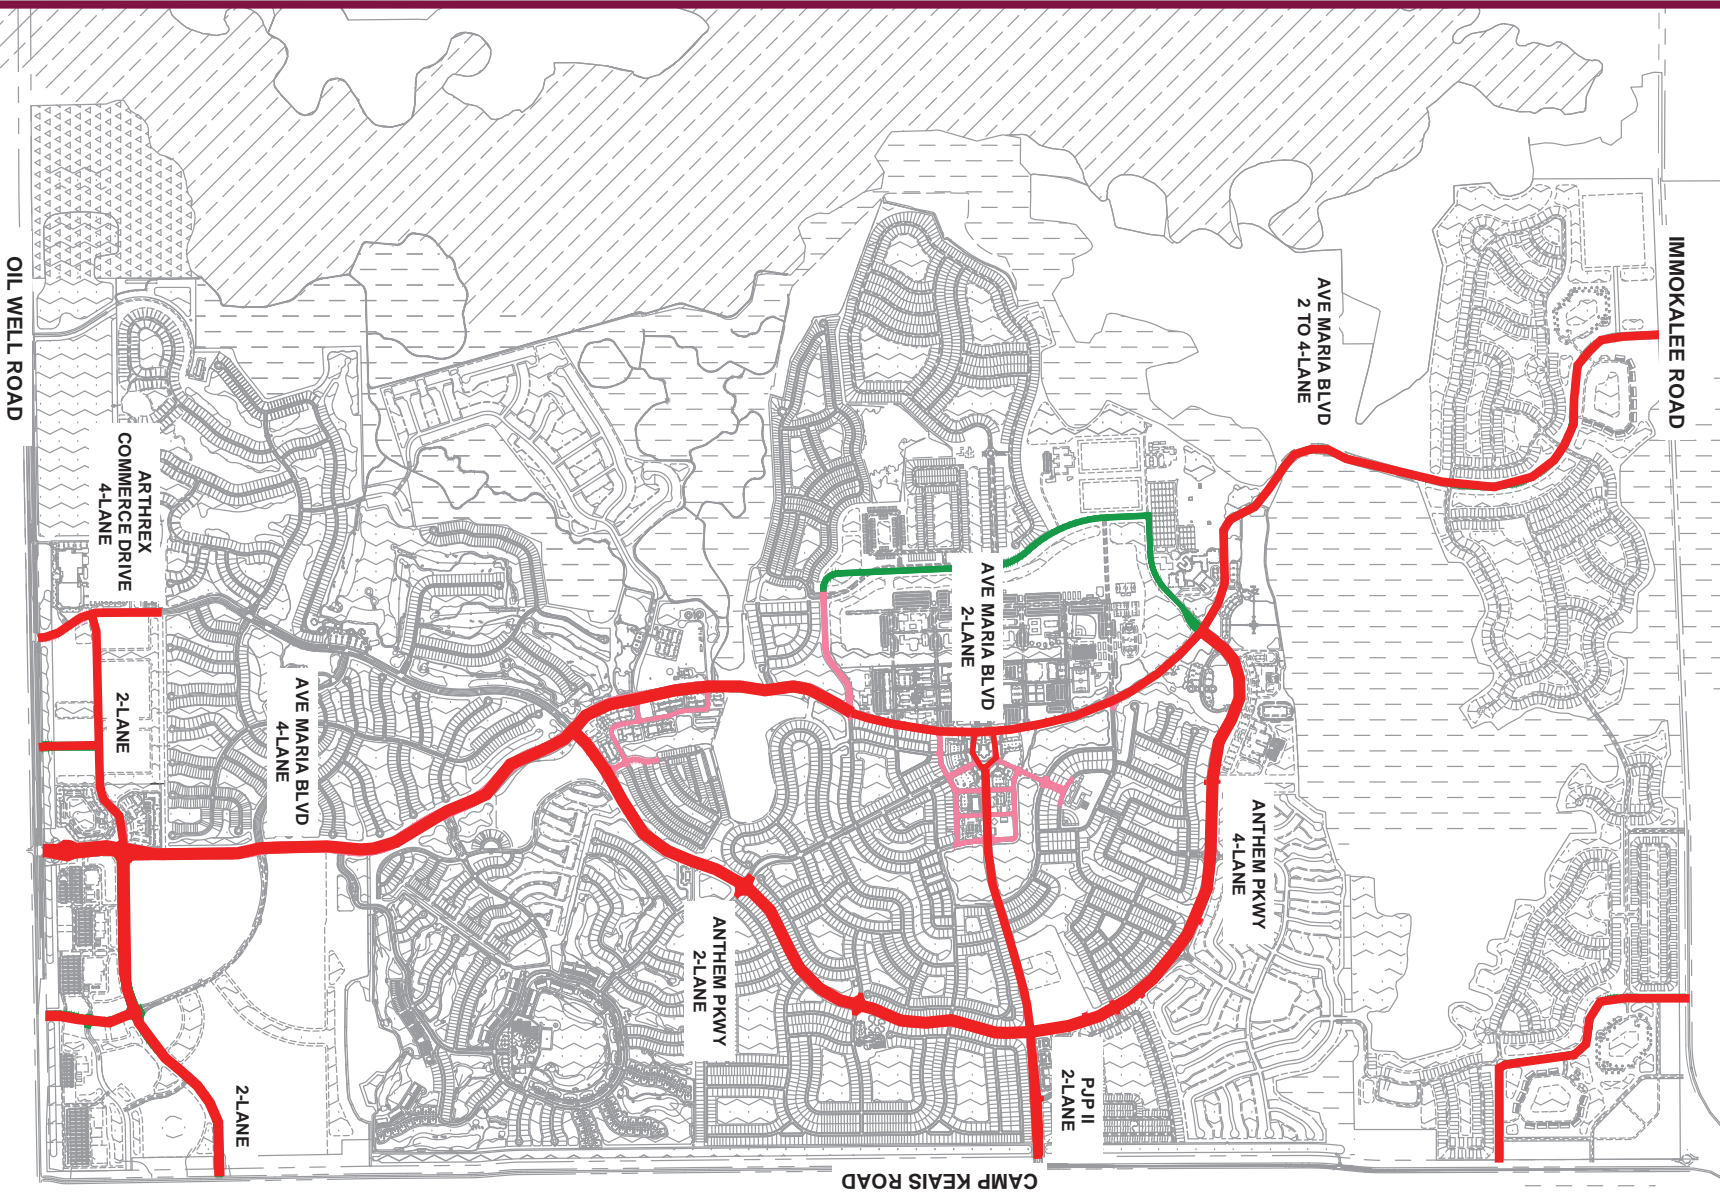 IMMOKALEE ROAD
AVE MARIA BLVD
2 TO 4-LANE
OIL WELL ROAD
ARTHREX
COMMERCE DRIVE
4-LANE
AVE MARIA BLVD
2-LANE
2-LANE
AVE MARIA BLVD
4-LANE
ANTHEM PKWY
4-LANE
ANTHEM PKWY
2-LANE
PJP II
2-LANE
2-LANE
CAMP KEAIS ROAD